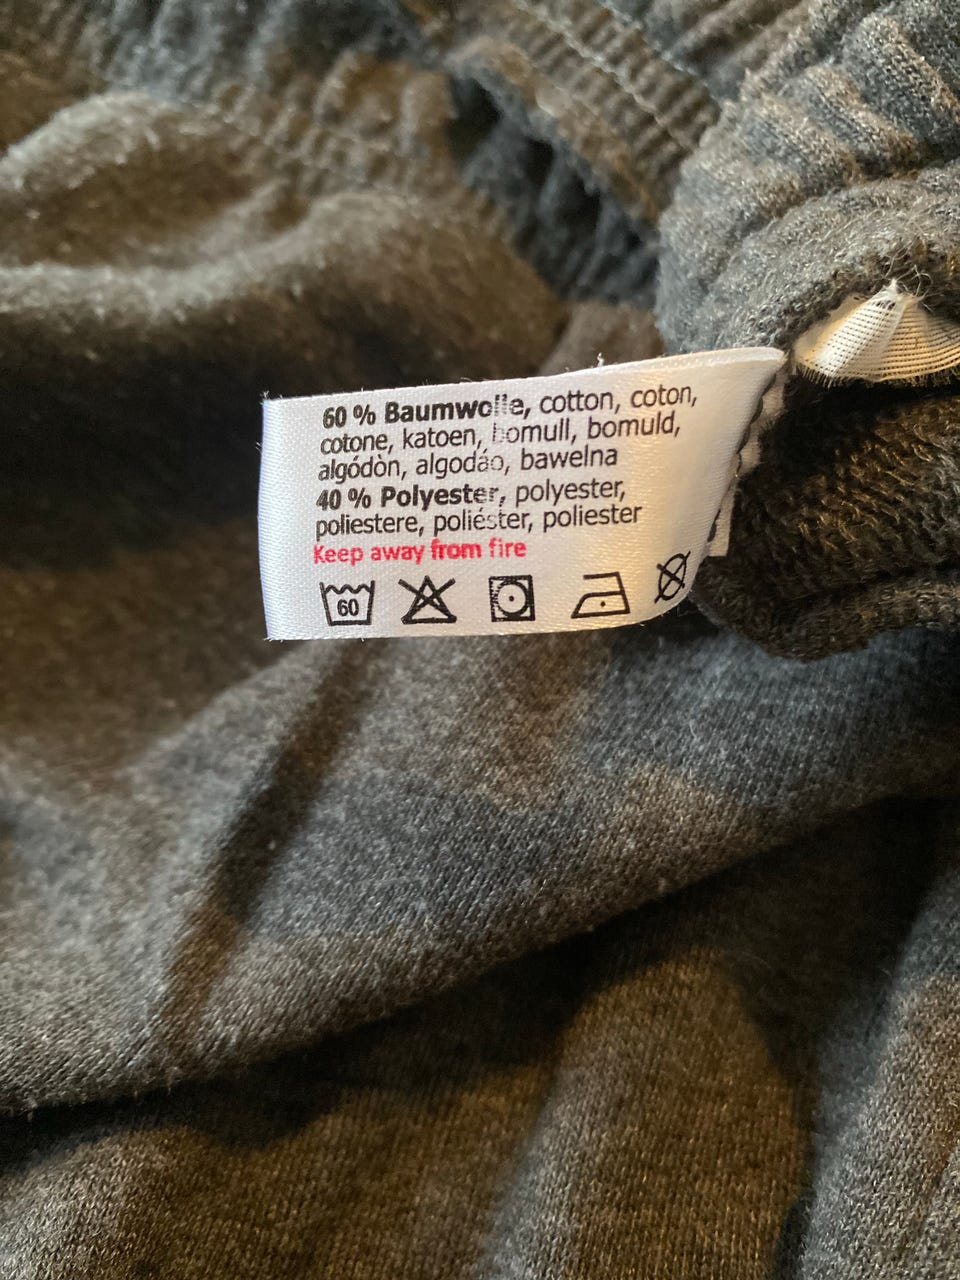 60 % Baumwolle, cotton, coton,
cotone, katoen, bomull, bomuld,
algódòn, algodáo, bawelna
40 % Polyester, polyester,
poliestere, poliéster, poliester
Keep away from fire
60